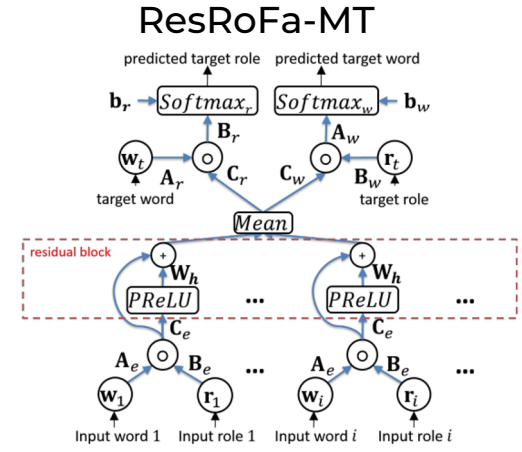 ResRoFa-MT
predicted target role predicted target word
b_r Softmax_r Softmax_w b_w
B_r A_w
w_t r_t
A_r C_r C_w B_w
target word target role
Mean
residual block
+ +
W_h W_h
PReLU ... PReLU ...
C_e C_e
A_e B_e ... A_e B_e ...
w_1 r_1 w_i r_i
Input word 1 Input role 1 Input word i Input role i